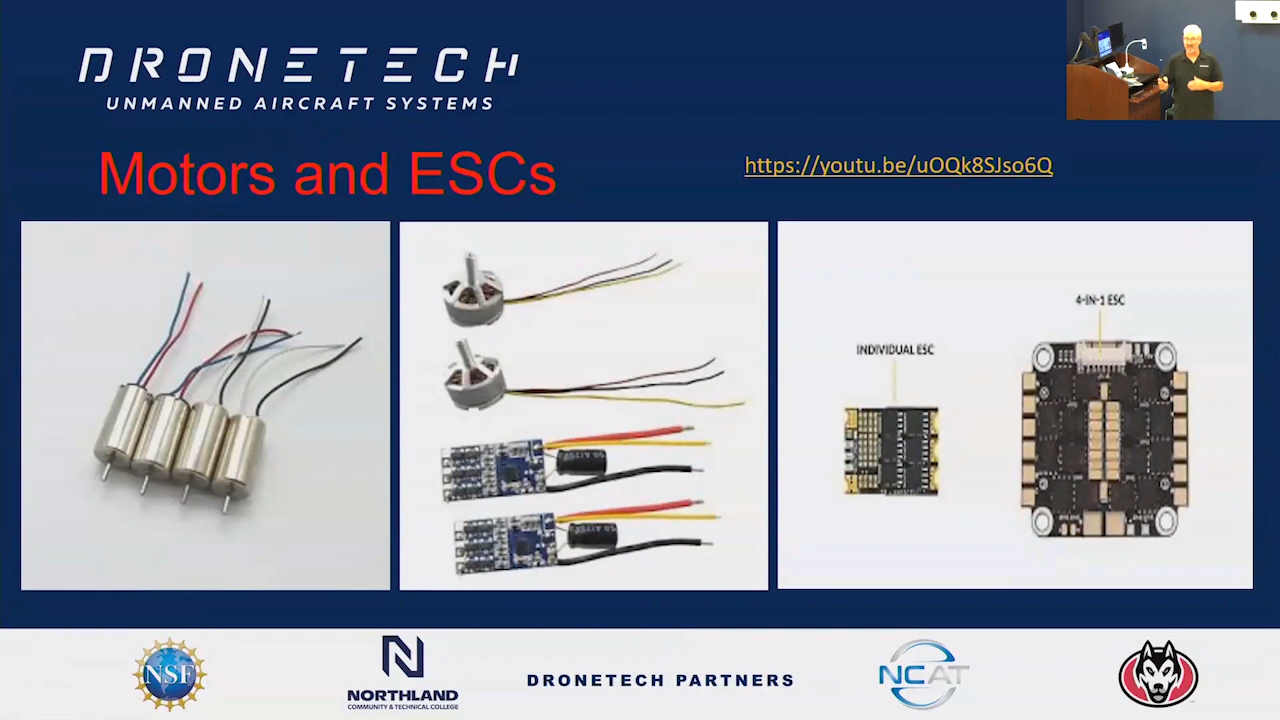 DRONETECH
UNMANNED AIRCRAFT SYSTEMS
Motors and ESCs
https://youtu.be/uOQk8SJso6Q
4-IN-1 ESC
INDIVIDUAL ESC
NSF
NORTHLAND
COMMUNITY & TECHNICAL COLLEGE
DRONETECH PARTNERS
NCAT